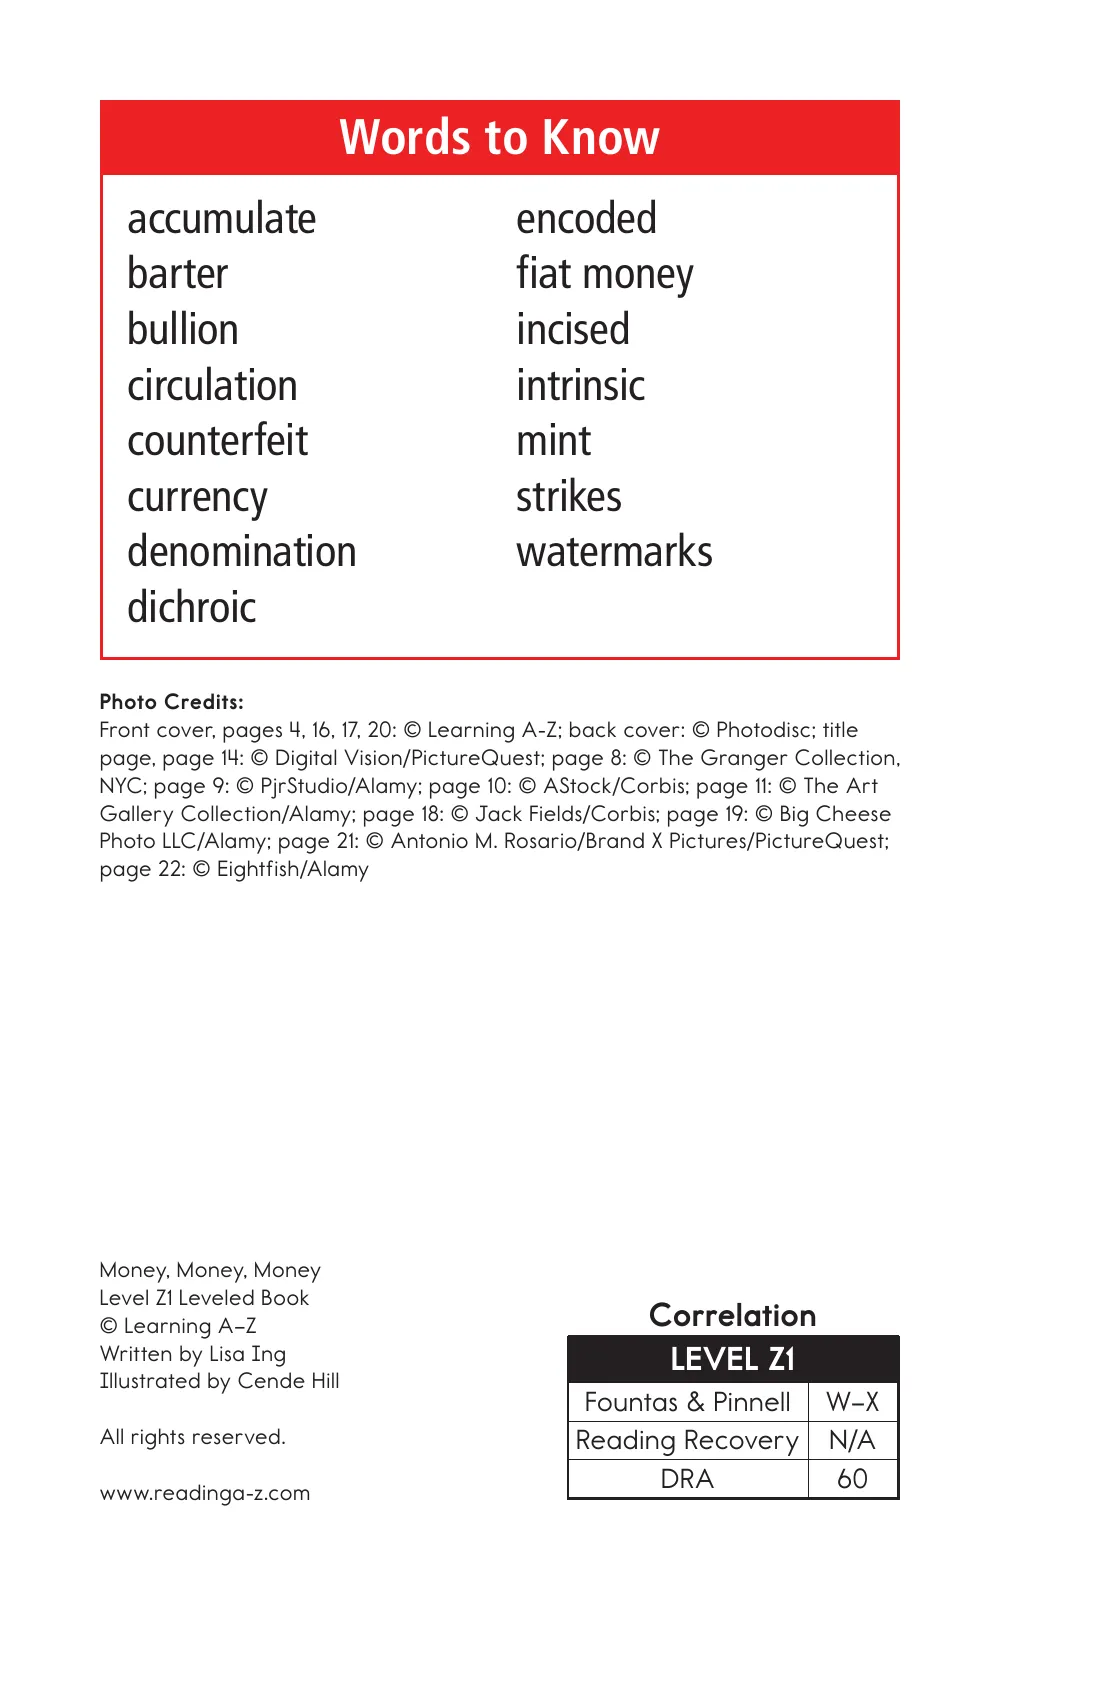 Words to Know
accumulate
barter
bullion
circulation
counterfeit
currency
denomination
dichroic
encoded
fiat money
incised
intrinsic
mint
strikes
watermarks
Photo Credits:
Front cover, pages 4, 16, 17, 20: © Learning A-Z; back cover: © Photodisc; title
page, page 14: © Digital Vision/PictureQuest; page 8: © The Granger Collection,
NYC; page 9: © PjrStudio/Alamy; page 10: © AStock/Corbis; page 11: © The Art
Gallery Collection/Alamy; page 18: © Jack Fields/Corbis; page 19: © Big Cheese
Photo LLC/Alamy; page 21: © Antonio M. Rosario/Brand X Pictures/PictureQuest;
page 22: © Eightfish/Alamy
Money, Money, Money
Level Z1 Leveled Book
© Learning A–Z
Written by Lisa Ing
Illustrated by Cende Hill
All rights reserved.
www.readinga-z.com
Correlation
LEVEL Z1
Fountas & Pinnell W–X
Reading Recovery N/A
DRA 60